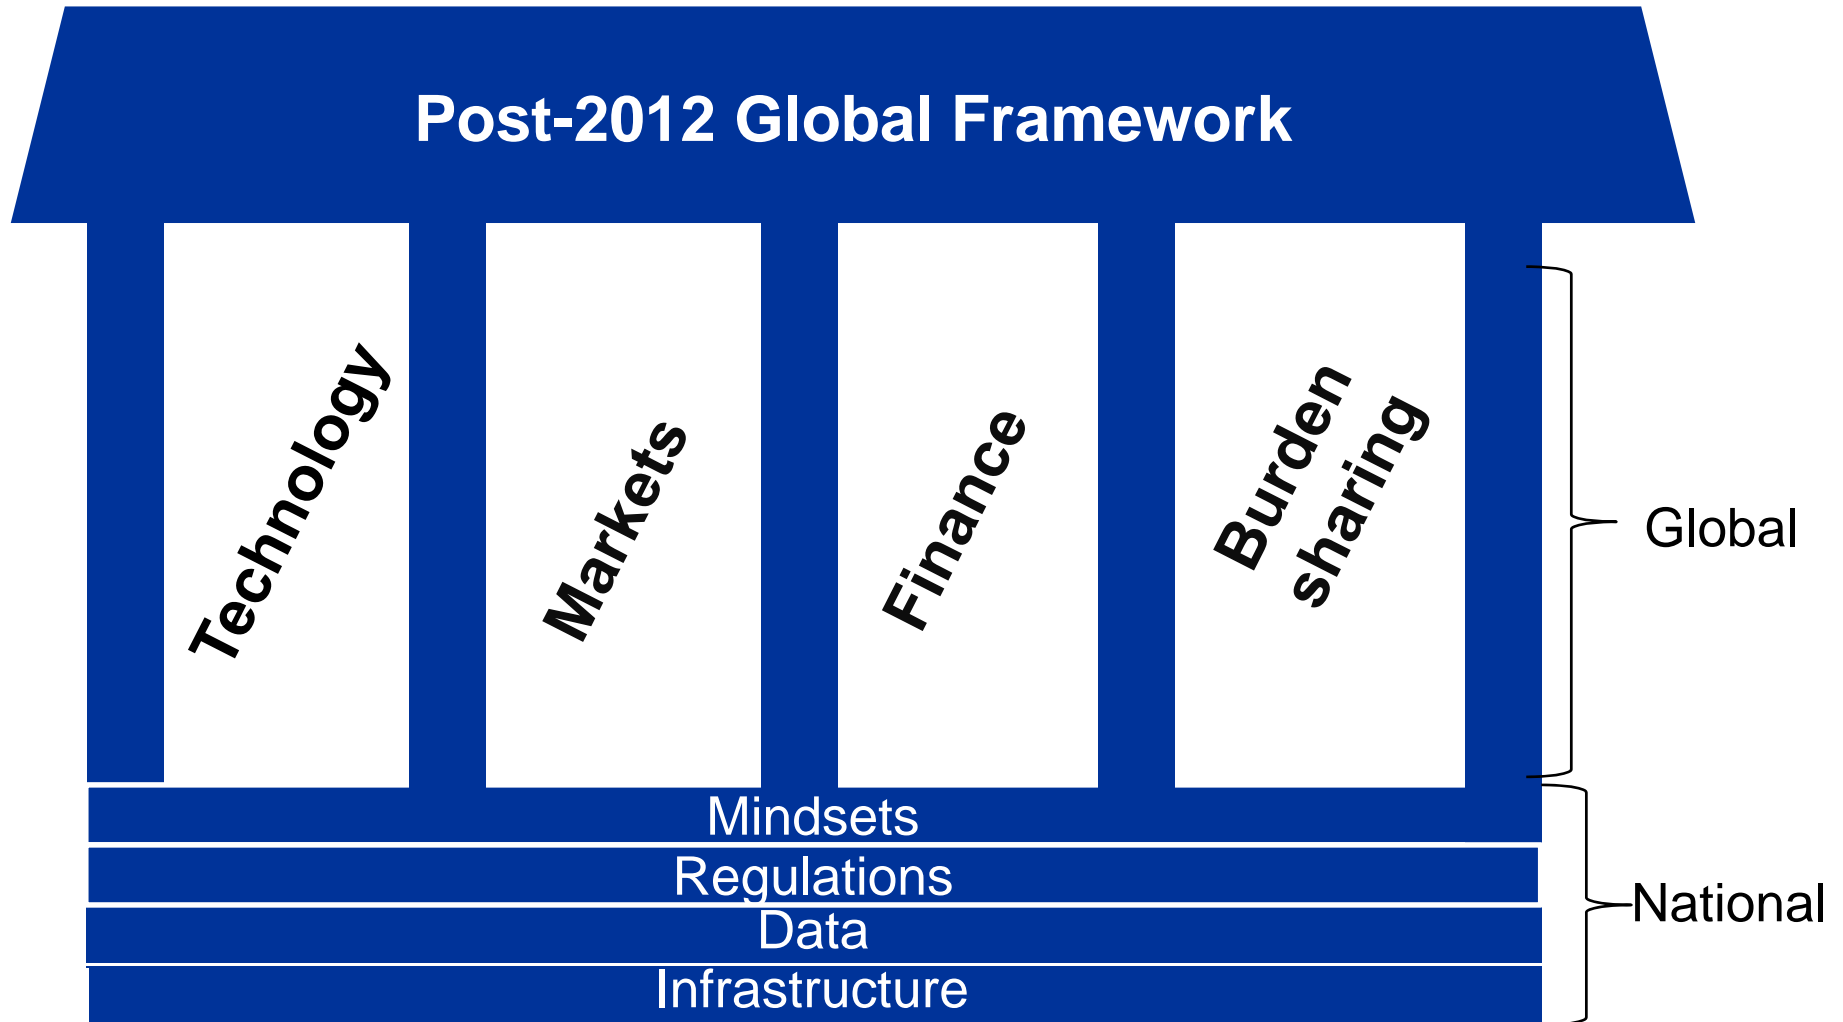 Post-2012 Global Framework
Technology
Markets
Finance
Burden
sharing
Global
Mindsets
Regulations
Data
Infrastructure
National